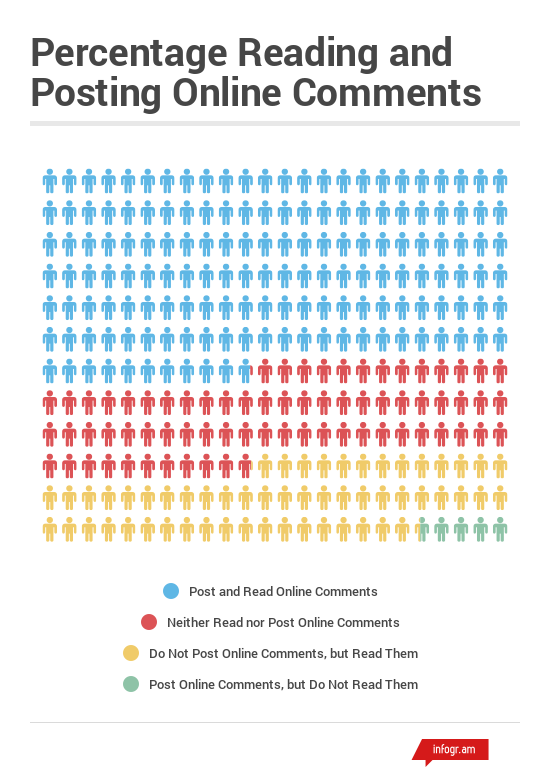 Percentage Reading and
Posting Online Comments
Post and Read Online Comments
Neither Read nor Post Online Comments
Do Not Post Online Comments, but Read Them
Post Online Comments, but Do Not Read Them
infogr.am